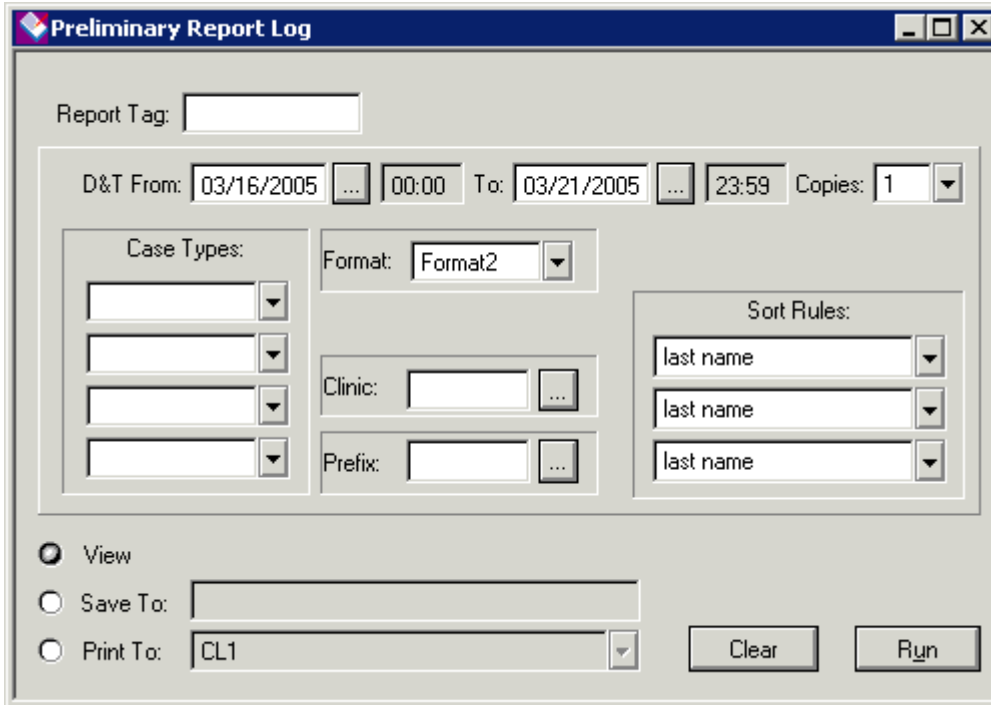 Preliminary Report Log
Report Tag:
D&T From: 03/16/2005 ... 00:00 To: 03/21/2005 ... 23:59 Copies: 1
Case Types:
Format: Format2
Sort Rules:
last name
Clinic: ...
last name
Prefix: ...
last name
View
Save To:
Print To: CL1
Clear
Run